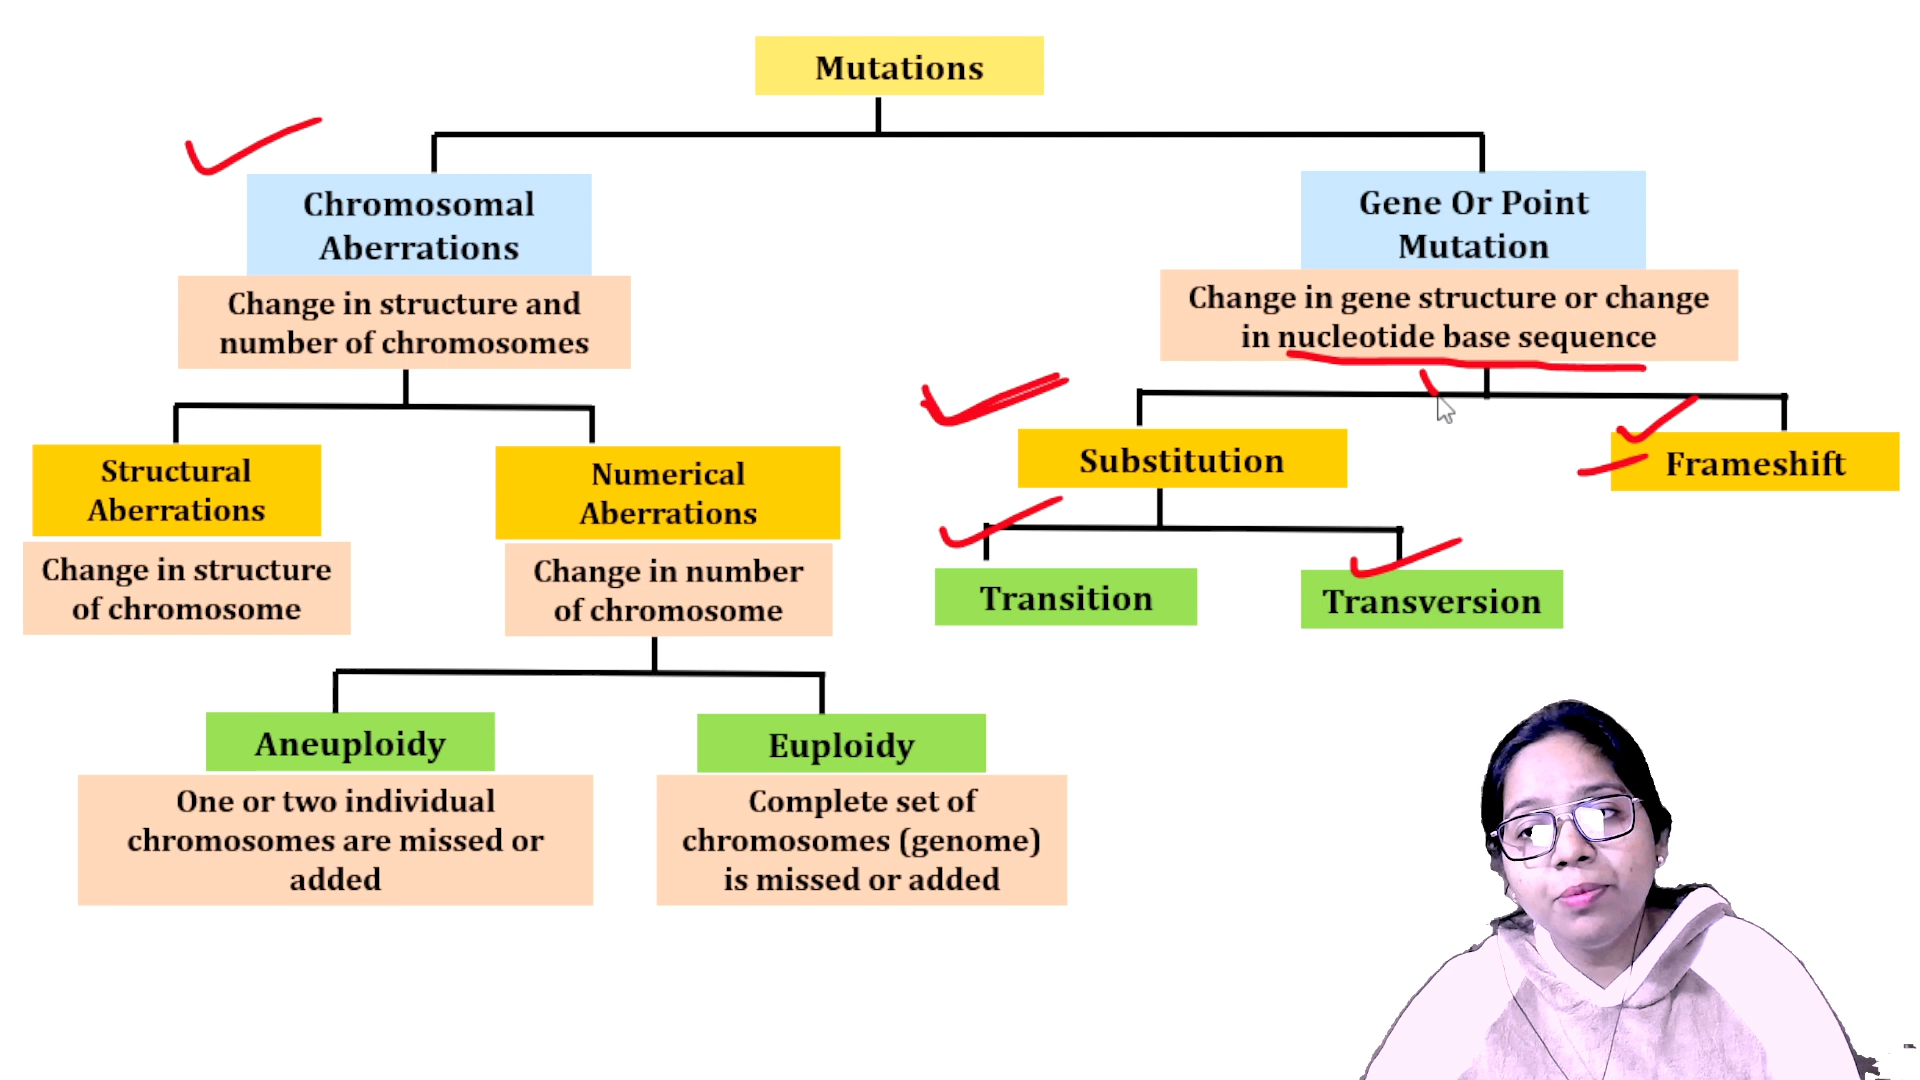 Mutations
Chromosomal
Aberrations
Change in structure and
number of chromosomes
Structural
Aberrations
Change in structure
of chromosome
Numerical
Aberrations
Change in number
of chromosome
Aneuploidy
One or two individual
chromosomes are missed or
added
Euploidy
Complete set of
chromosomes (genome)
is missed or added
Gene Or Point
Mutation
Change in gene structure or change
in nucleotide base sequence
Substitution
Frameshift
Transition
Transversion